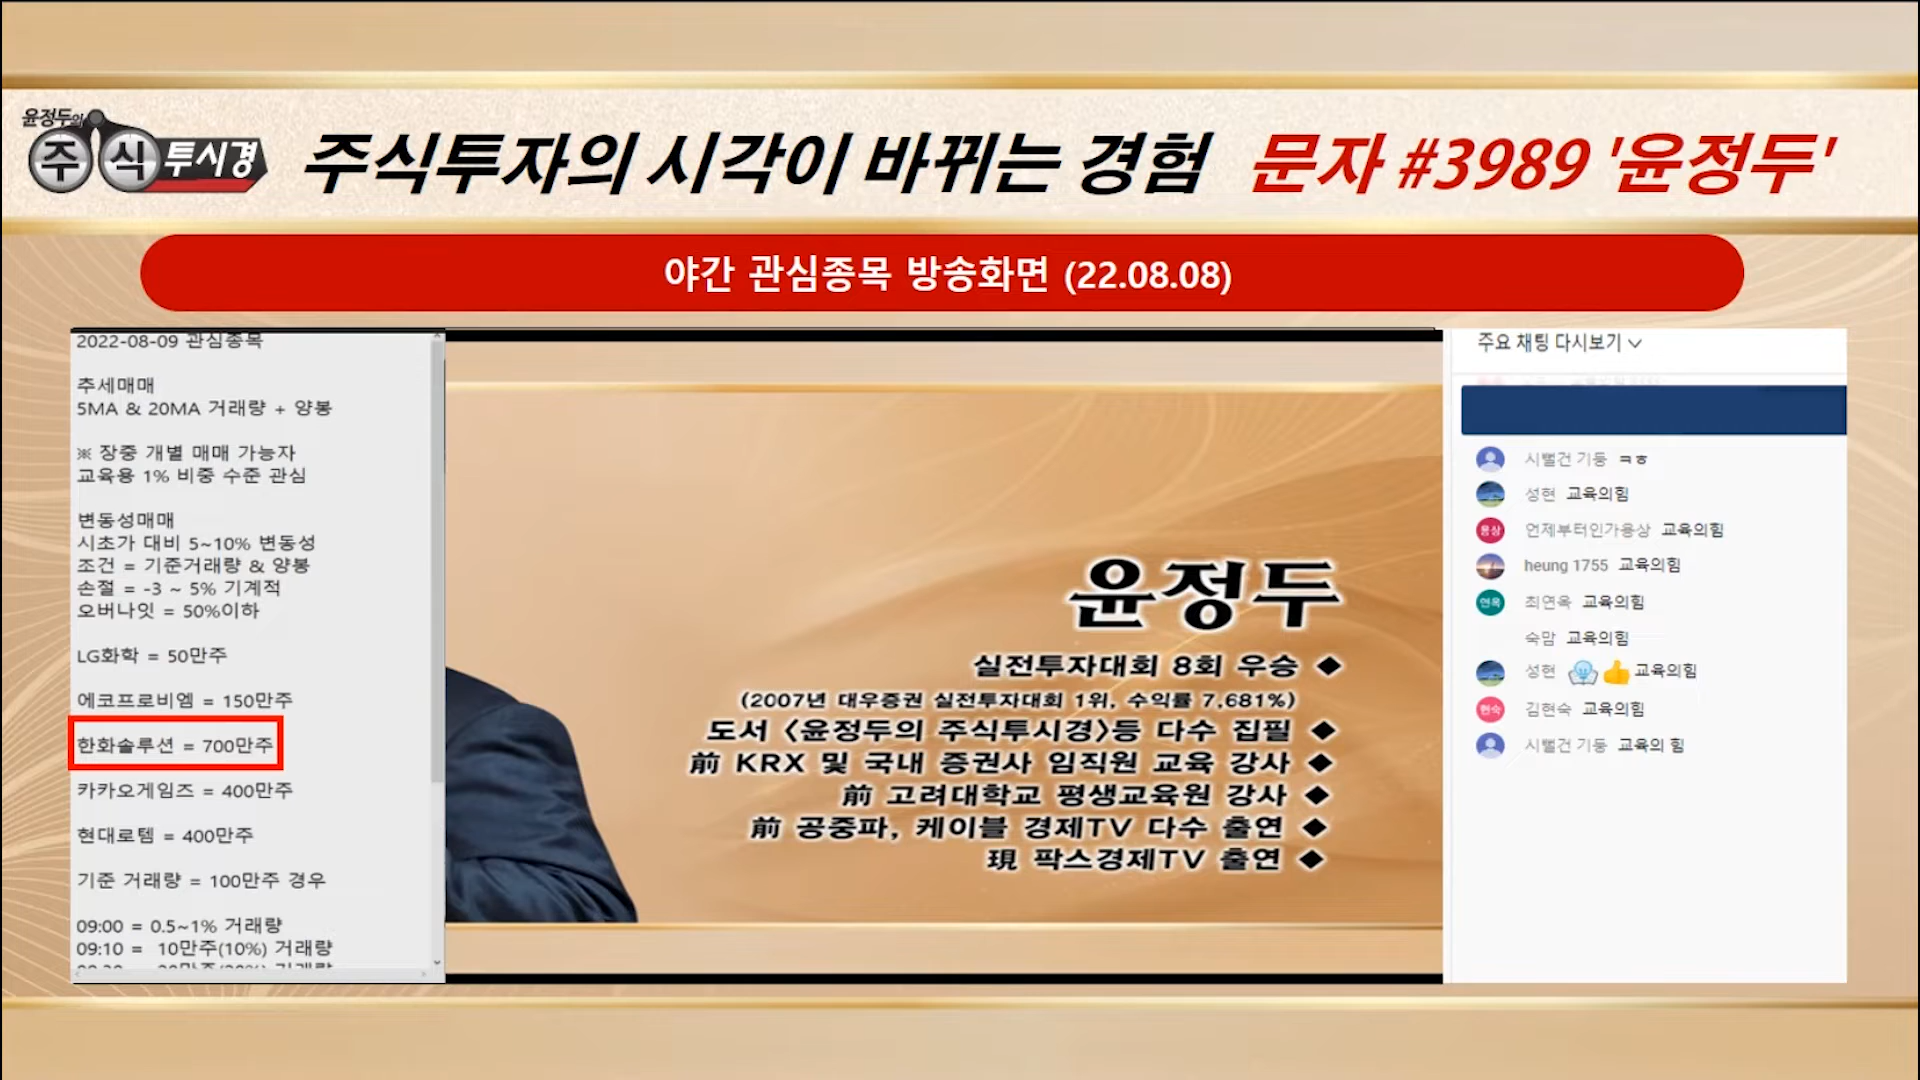 윤정두의
주식투시경
주식투자의 시각이 바뀌는 경험 문자 #3989 '윤정두'
야간 관심종목 방송화면 (22.08.08)
2022-08-09 관심종목
추세매매
5MA & 20MA 거래량 + 양봉
※ 장중 개별 매매 가능자
교육용 1% 비중 수준 관심
변동성매매
시초가 대비 5~10% 변동성
조건 = 기준거래량 & 양봉
손절 = -3 ~ 5% 기계적
오버나잇 = 50%이하
LG화학 = 50만주
에코프로비엠 = 150만주
한화솔루션 = 700만주
카카오게임즈 = 400만주
현대로템 = 400만주
기준 거래량 = 100만주 경우
09:00 = 0.5~1% 거래량
09:10 = 10만주(10%) 거래량
윤정두
실전투자대회 8회 우승 ◆
(2007년 대우증권 실전투자대회 1위, 수익률 7,681%)
도서 <윤정두의 주식투시경>등 다수 집필 ◆
前 KRX 및 국내 증권사 임직원 교육 강사 ◆
前 고려대학교 평생교육원 강사 ◆
前 공중파, 케이블 경제TV 다수 출연 ◆
現 팍스경제TV 출연 ◆
주요 채팅 다시보기
시뻘건 기둥 ㅋㅎ
성현 교육의힘
용상 언제부터인가용상 교육의힘
heung 1755 교육의힘
연옥 최연옥 교육의힘
숙맘 교육의힘
성현 교육의힘
현숙 김현숙 교육의힘
시뻘건 기둥 교육의 힘